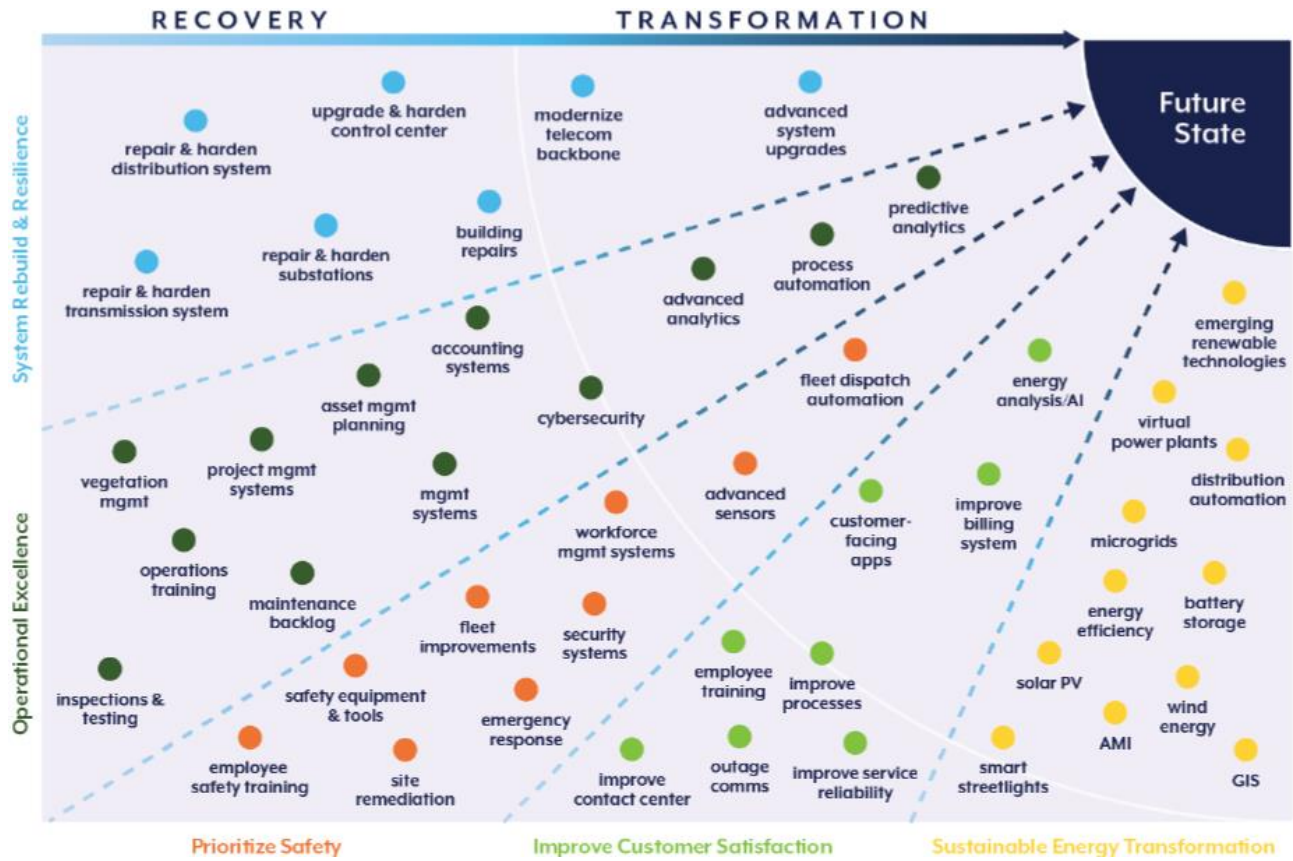 RECOVERY
TRANSFORMATION
Future
State
System Rebuild & Resilience
upgrade & harden
control center
repair & harden
distribution system
modernize
telecom
backbone
advanced
system
upgrades
predictive
analytics
building
repairs
repair & harden
substations
process
automation
repair & harden
transmission system
advanced
analytics
emerging
renewable
technologies
accounting
systems
fleet dispatch
automation
energy
analysis/AI
asset mgmt
planning
cybersecurity
virtual
power plants
Operational Excellence
vegetation
mgmt
project mgmt
systems
mgmt
systems
advanced
sensors
customer-
facing
apps
improve
billing
system
distribution
automation
workforce
mgmt systems
microgrids
operations
training
maintenance
backlog
fleet
improvements
security
systems
energy
efficiency
battery
storage
inspections &
testing
safety equipment
& tools
emergency
response
employee
training
improve
processes
solar PV
wind
energy
employee
safety training
site
remediation
improve
contact center
outage
comms
improve service
reliability
smart
streetlights
AMI
GIS
Prioritize Safety
Improve Customer Satisfaction
Sustainable Energy Transformation